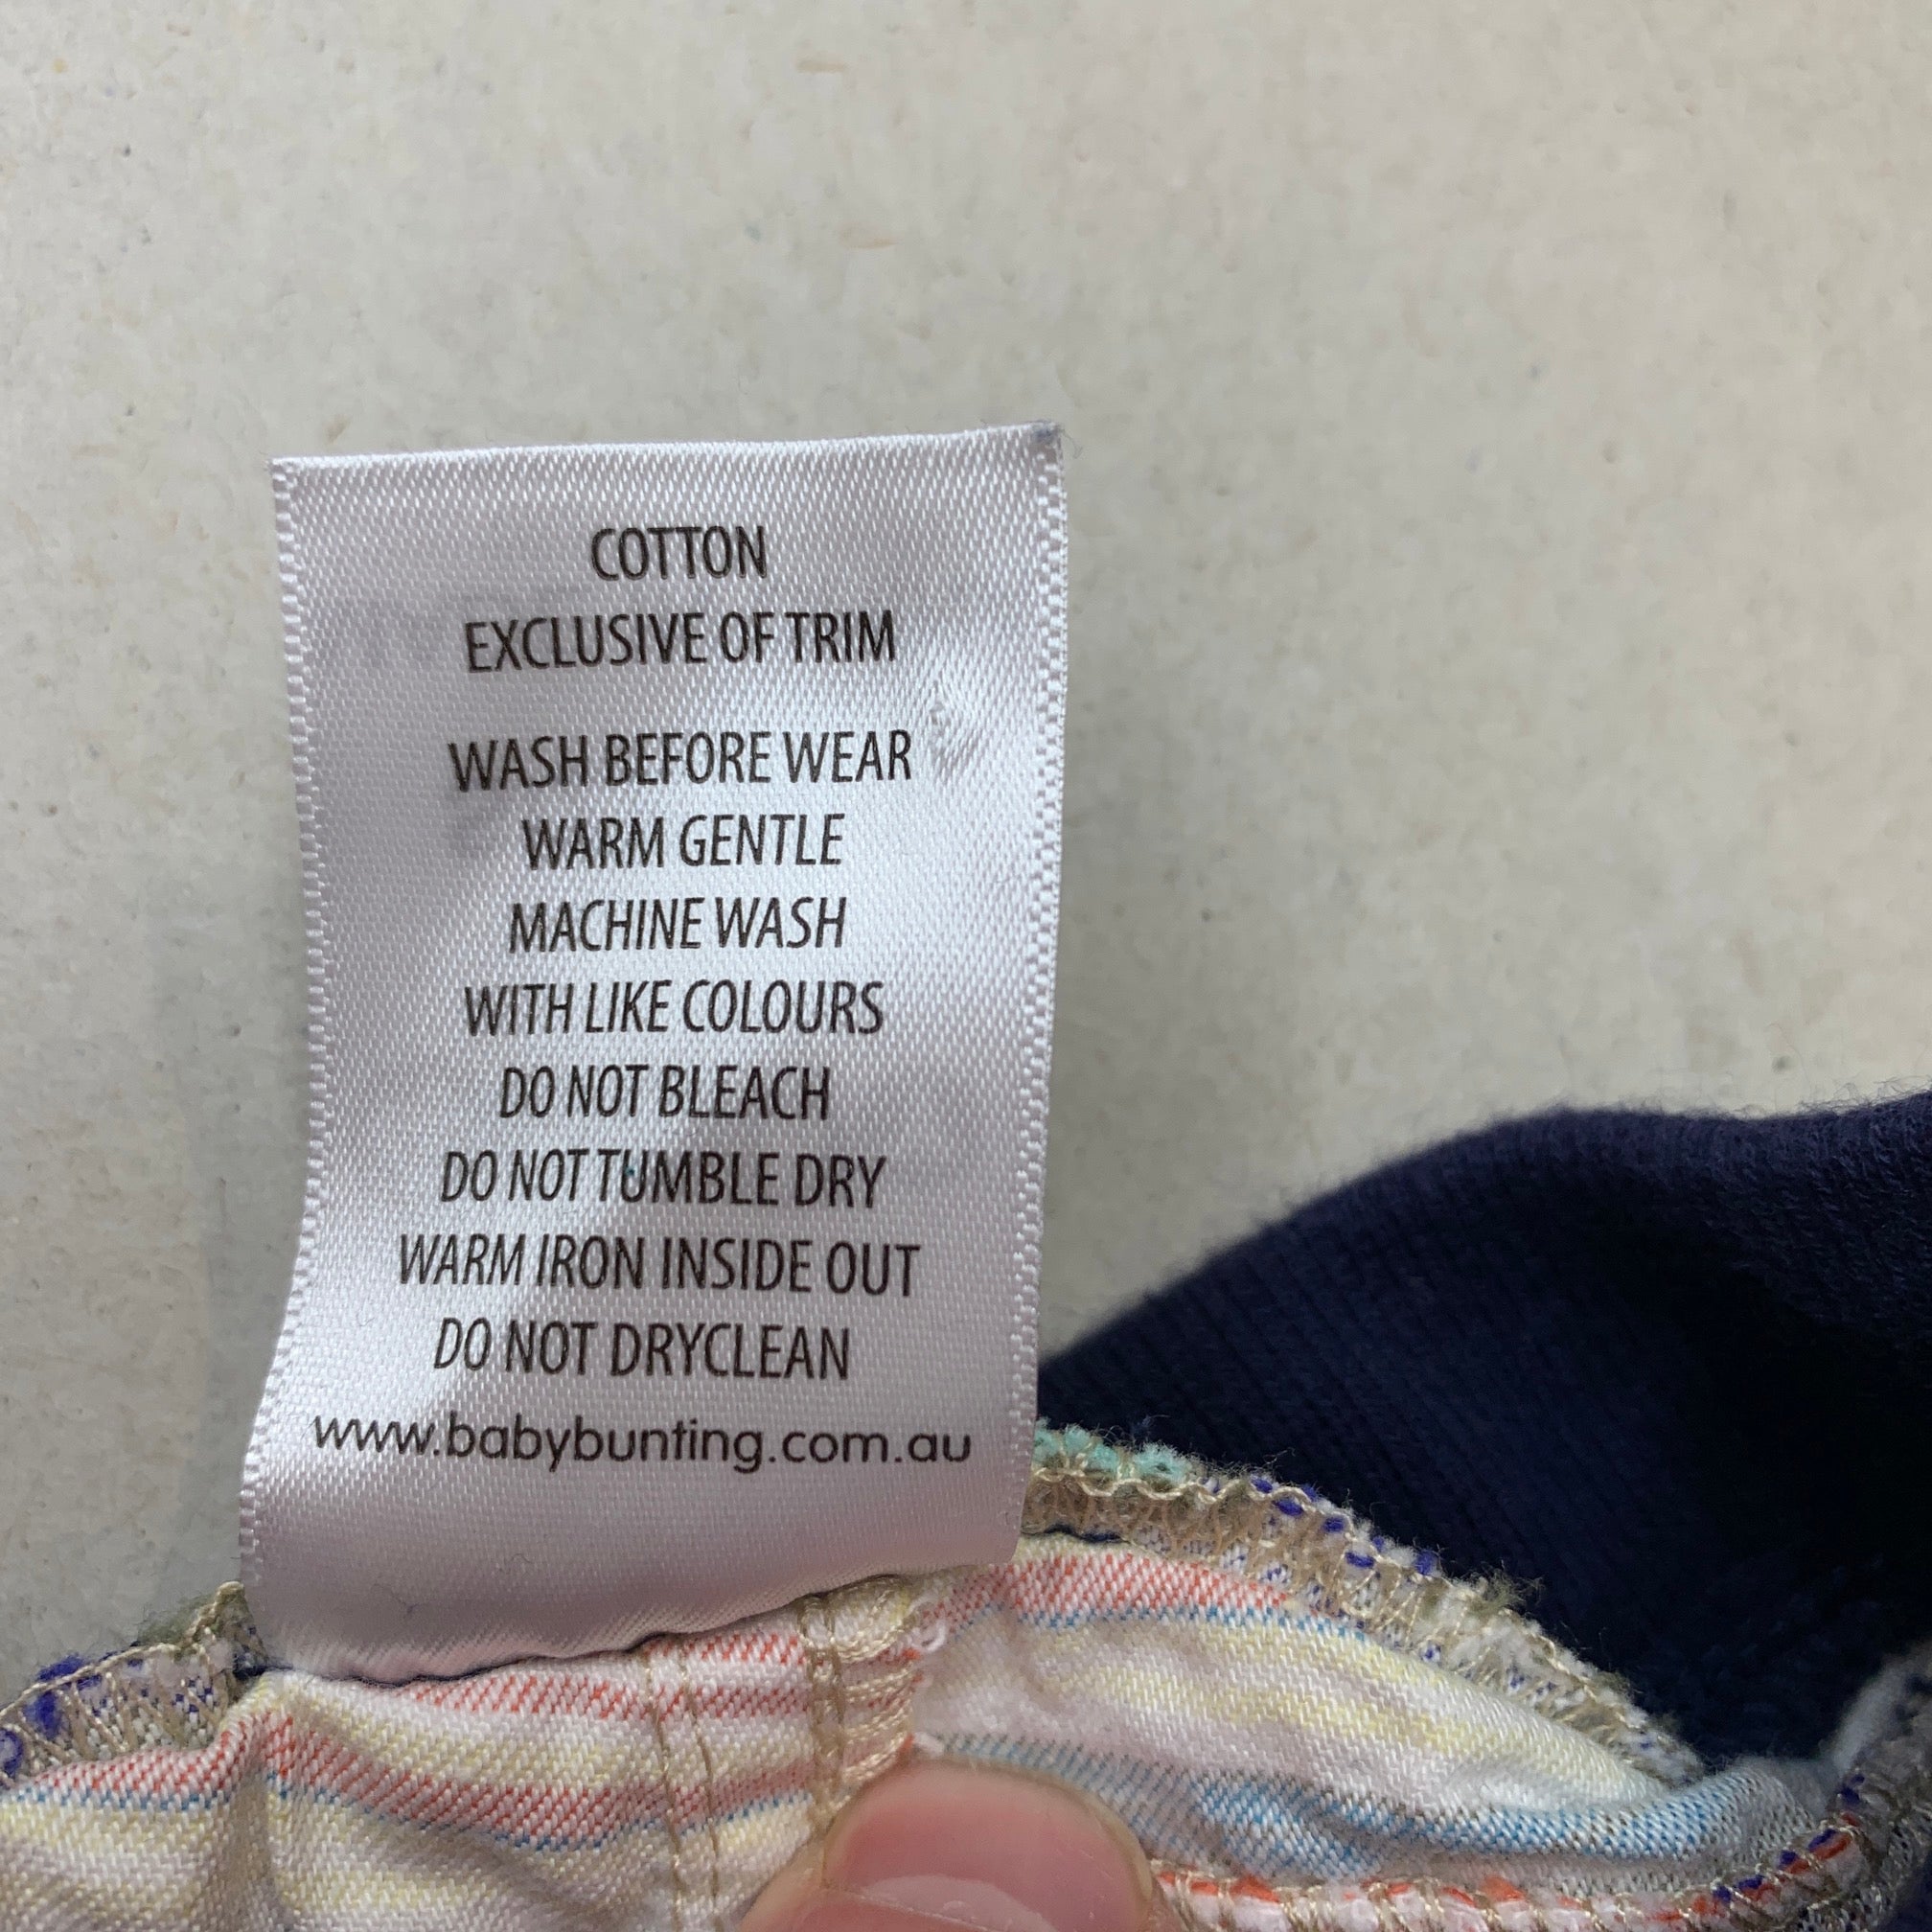 COTTON
EXCLUSIVE OF TRIM
WASH BEFORE WEAR
WARM GENTLE
MACHINE WASH
WITH LIKE COLOURS
DO NOT BLEACH
DO NOT TUMBLE DRY
WARM IRON INSIDE OUT
DO NOT DRYCLEAN
www.babybunting.com.au